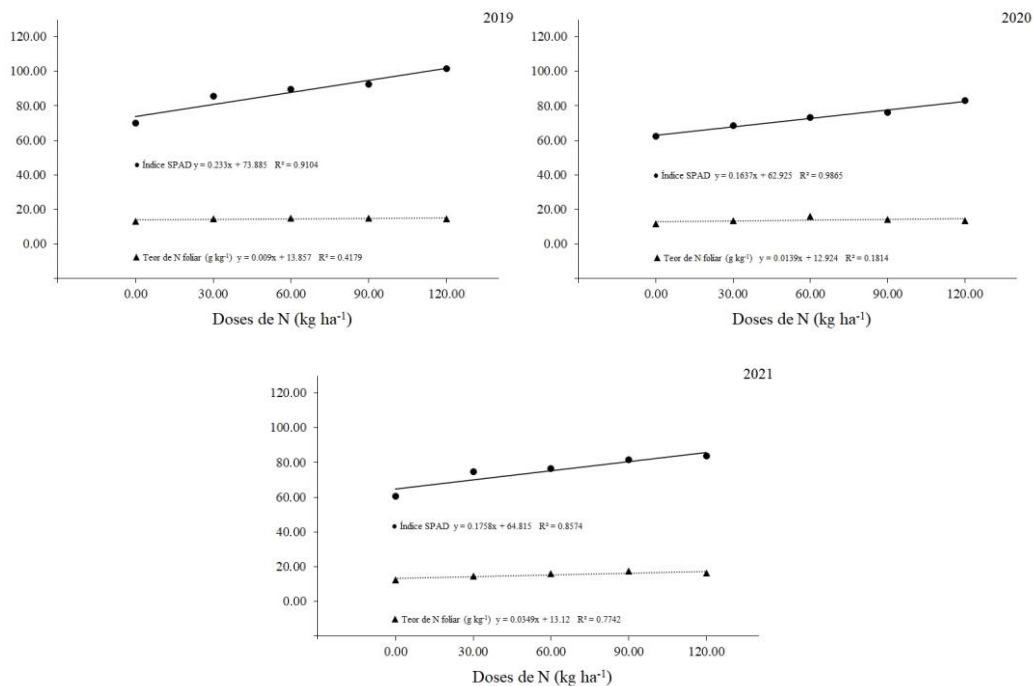 2019
120.00
100.00
80.00
60.00
40.00
20.00
0.00
● Índice SPAD y = 0.233x + 73.885 R² = 0.9104
▲ Teor de N foliar (g kg⁻¹) y = 0.009x + 13.857 R² = 0.4179
0.00 30.00 60.00 90.00 120.00
Doses de N (kg ha⁻¹)
2020
120.00
100.00
80.00
60.00
40.00
20.00
0.00
● Índice SPAD y = 0.1637x + 62.925 R² = 0.9865
▲ Teor de N foliar (g kg⁻¹) y = 0.0139x + 12.924 R² = 0.1814
0.00 30.00 60.00 90.00 120.00
Doses de N (kg ha⁻¹)
2021
120.00
100.00
80.00
60.00
40.00
20.00
0.00
● Índice SPAD y = 0.1758x + 64.815 R² = 0.8574
▲ Teor de N foliar (g kg⁻¹) y = 0.0349x + 13.12 R² = 0.7742
0.00 30.00 60.00 90.00 120.00
Doses de N (kg ha⁻¹)